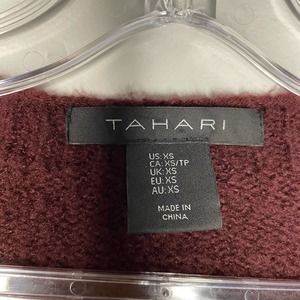 TAHARI
US:XS
CA:XS/TP
UK:XS
EU:XS
AU:XS
MADE IN
CHINA